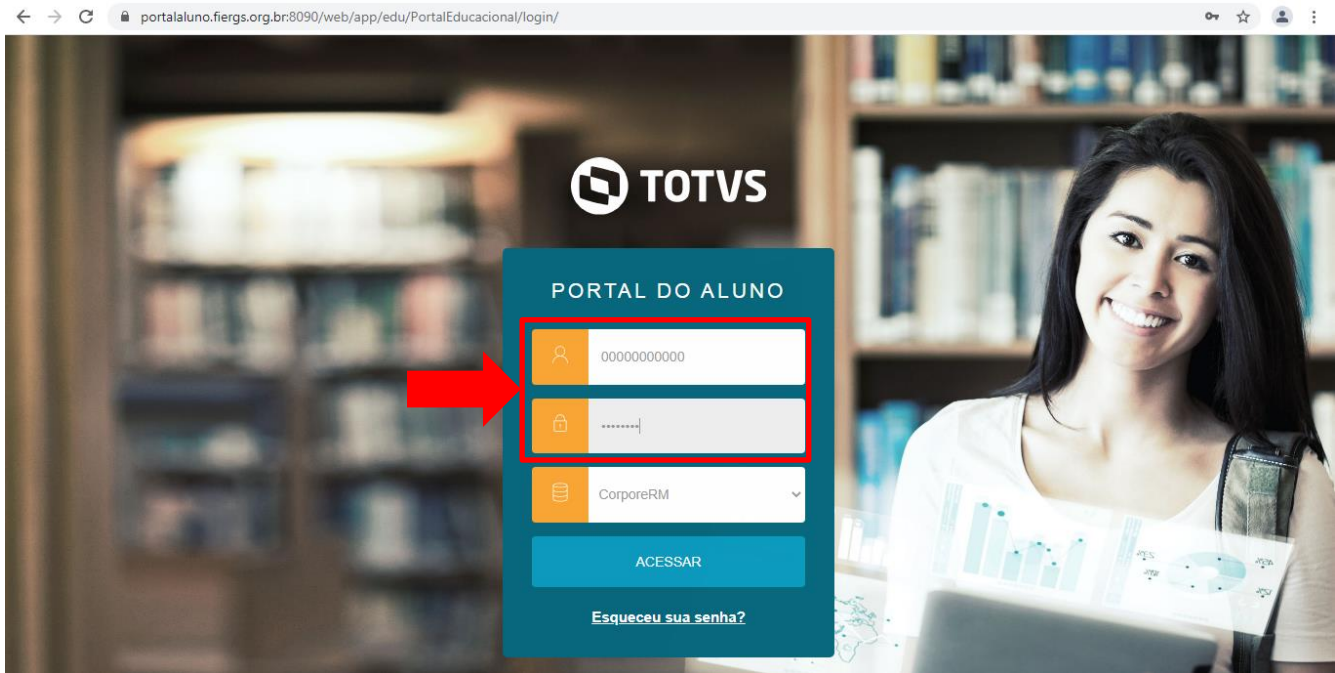 portalaluno.fiergs.org.br:8090/web/app/edu/PortalEducacional/login/
TOTVS
PORTAL DO ALUNO
00000000000
••••••••
CorporeRM
ACESSAR
Esqueceu sua senha?